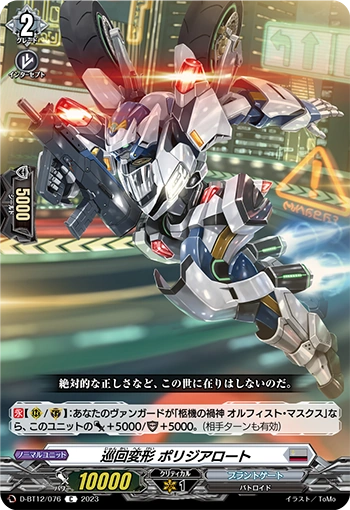 2
グレード
インターセプト
5000
シールド
絶対的な正しさなど、この世に在りはしないのだ。
永【(V)/(R)】:あなたのヴァンガードが「枢機の禍神 オルフィスト・マスクス」な
ら、このユニットの+5000/+5000。(相手ターンも有効)
ノーマルユニット
巡回変形 ポリジアロート
パワー 10000
クリティカル
1
ブラントゲート
バトロイド
D-BT12/076 C 2023
イラスト/ToMo